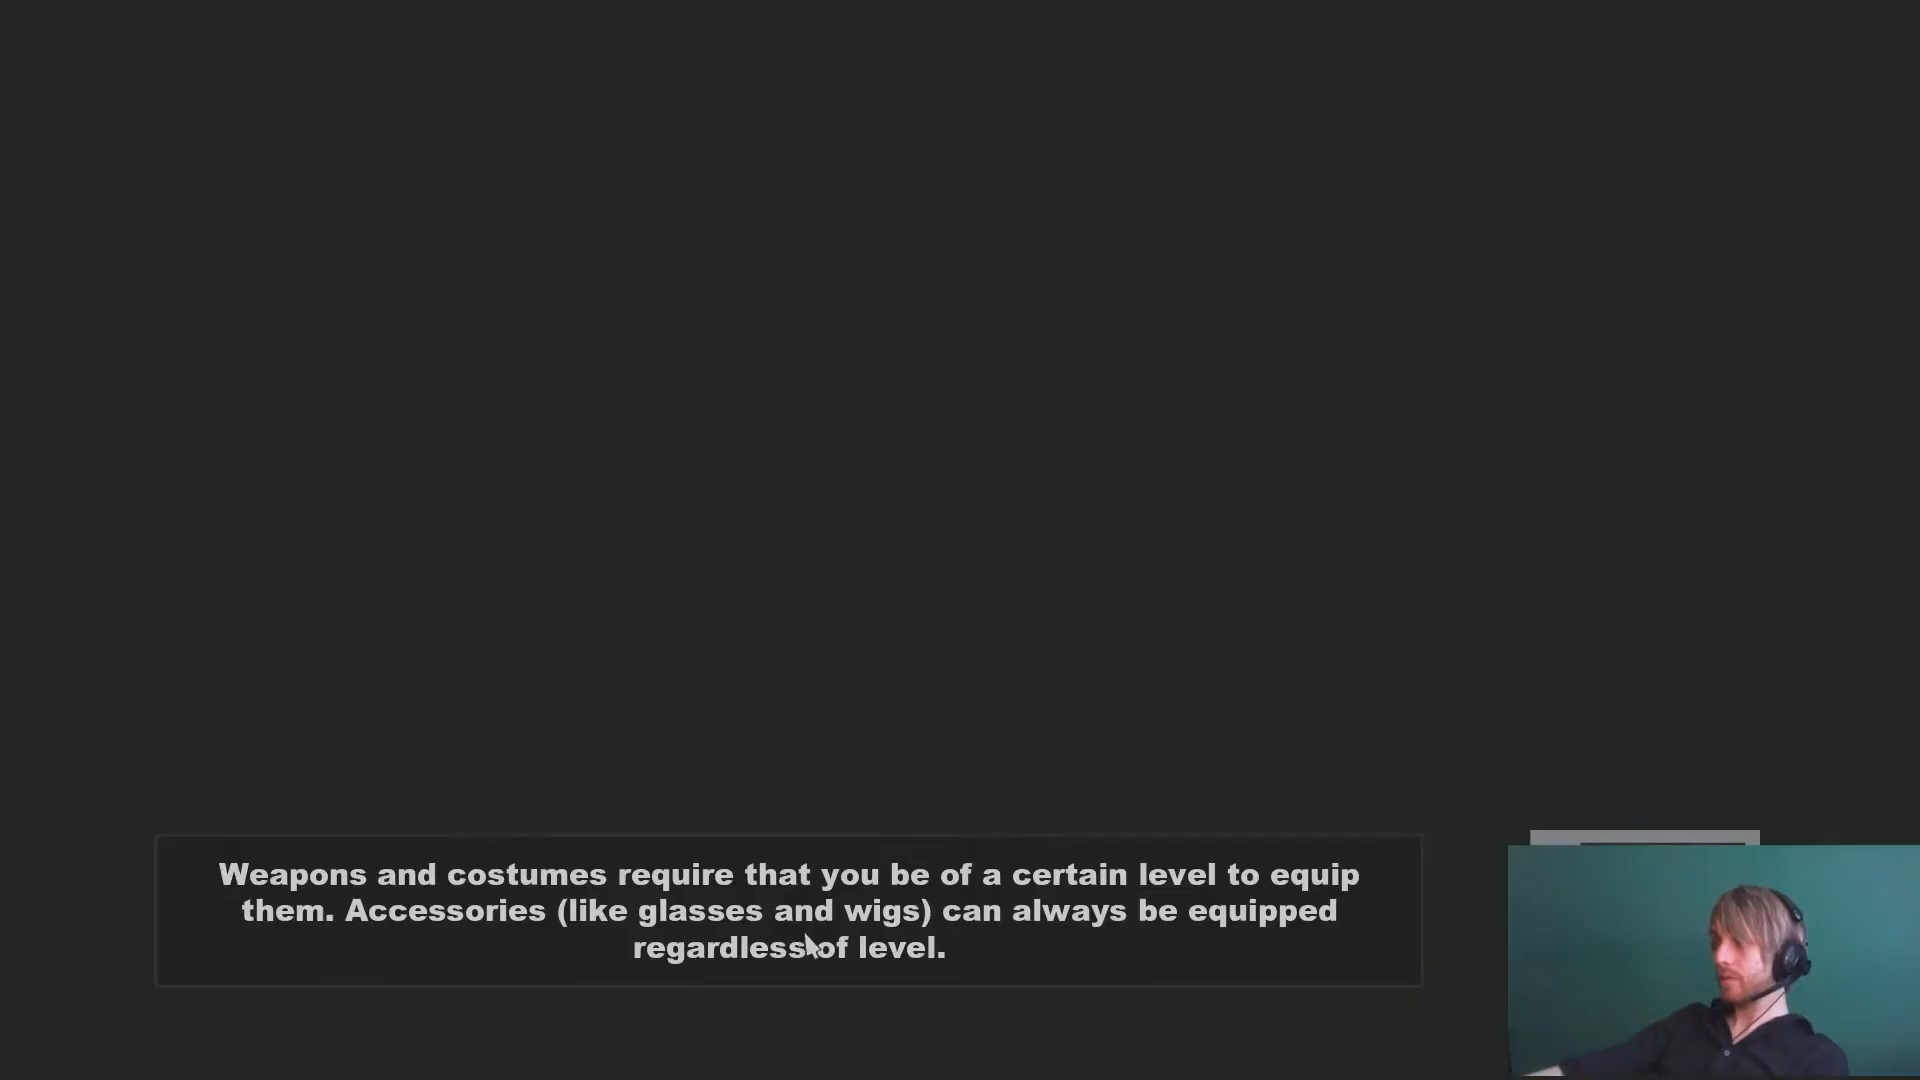 Weapons and costumes require that you be of a certain level to equip
them. Accessories (like glasses and wigs) can always be equipped
regardless of level.